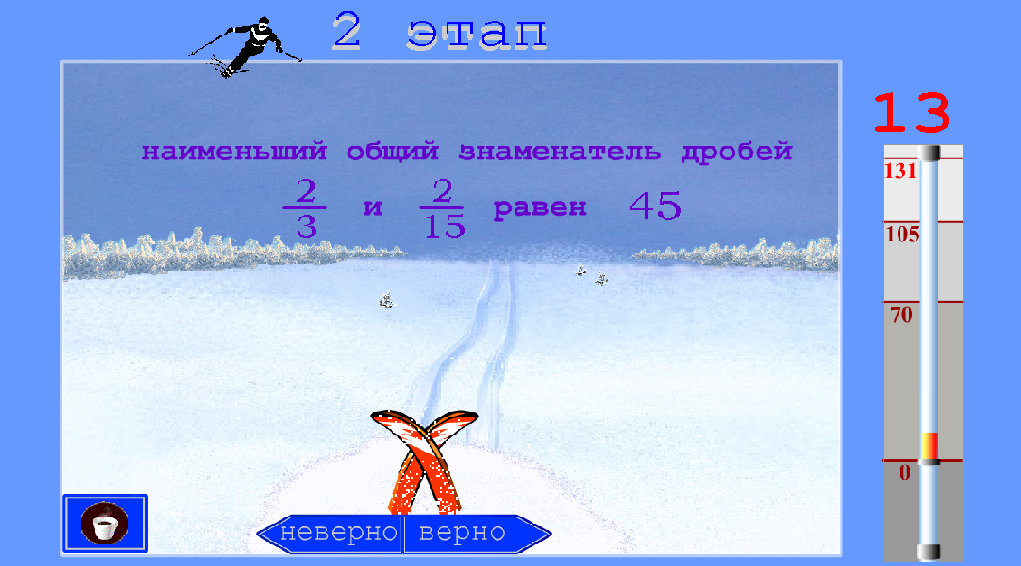 2 этап
13
наименьший общий знаменатель дробей
2/3 и 2/15 равен 45
131
105
70
0
неверно верно